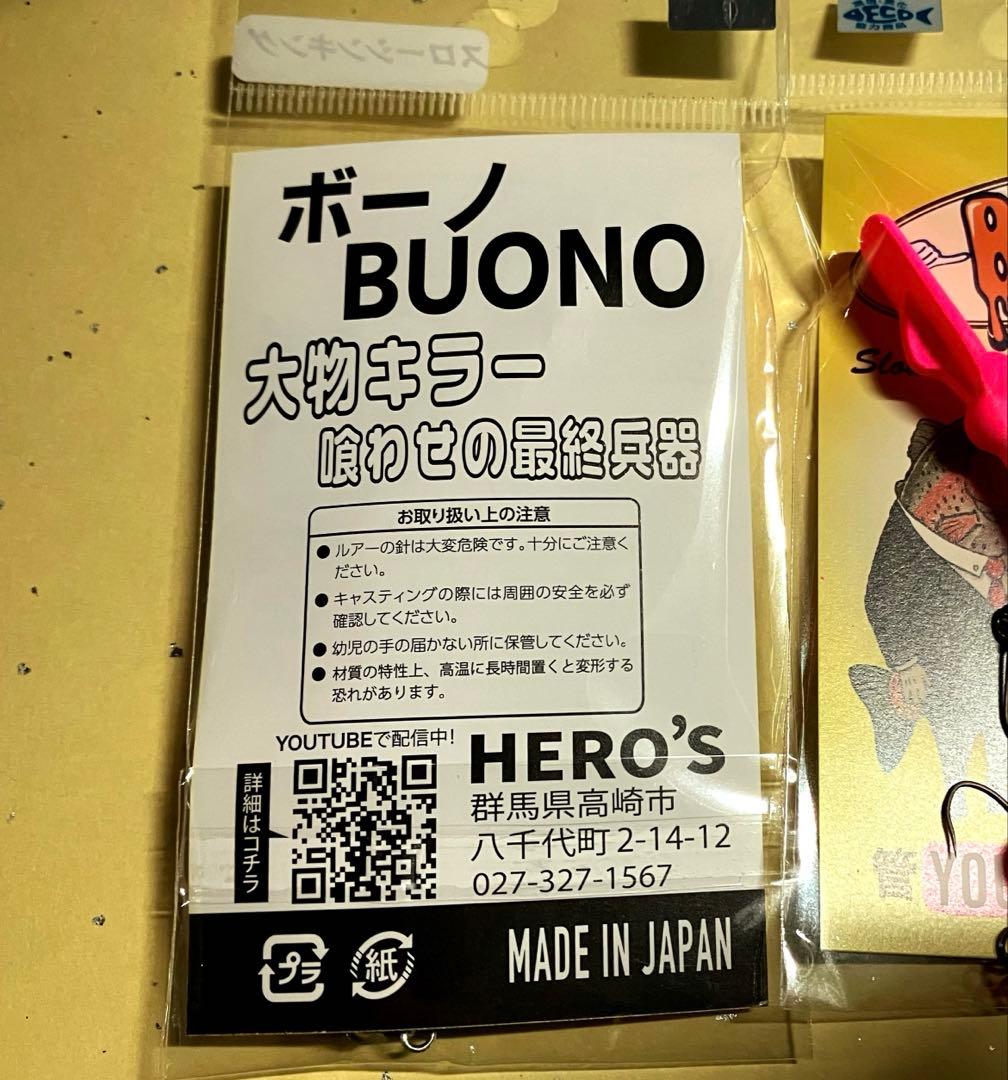 スローシンキング
ECO
ボーノ
BUONO
大物キラー
喰わせの最終兵器
お取り扱い上の注意
●ルアーの針は大変危険です。十分にご注意く
ださい。
●キャスティングの際には周囲の安全を必ず
確認してください。
●幼児の手の届かない所に保管してください。
●材質の特性上、高温に長時間置くと変形する
恐れがあります。
YOUTUBEで配信中!
詳細はコチラ
HERO'S
群馬県高崎市
八千代町2-14-12
027-327-1567
プラ
紙
MADE IN JAPAN